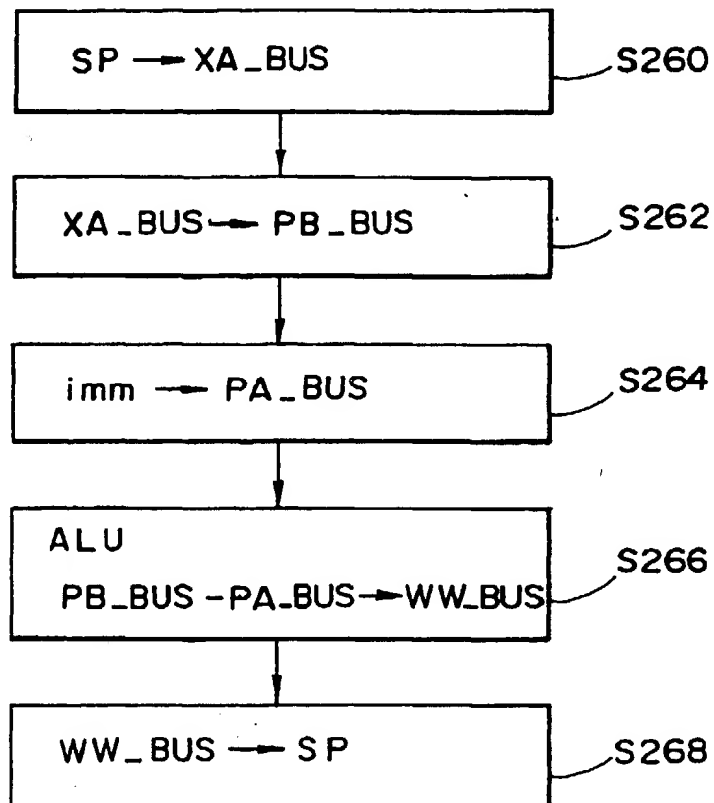 SP → XA_BUS
S260
XA_BUS → PB_BUS
S262
imm → PA_BUS
S264
ALU
PB_BUS - PA_BUS → WW_BUS
S266
WW_BUS → SP
S268